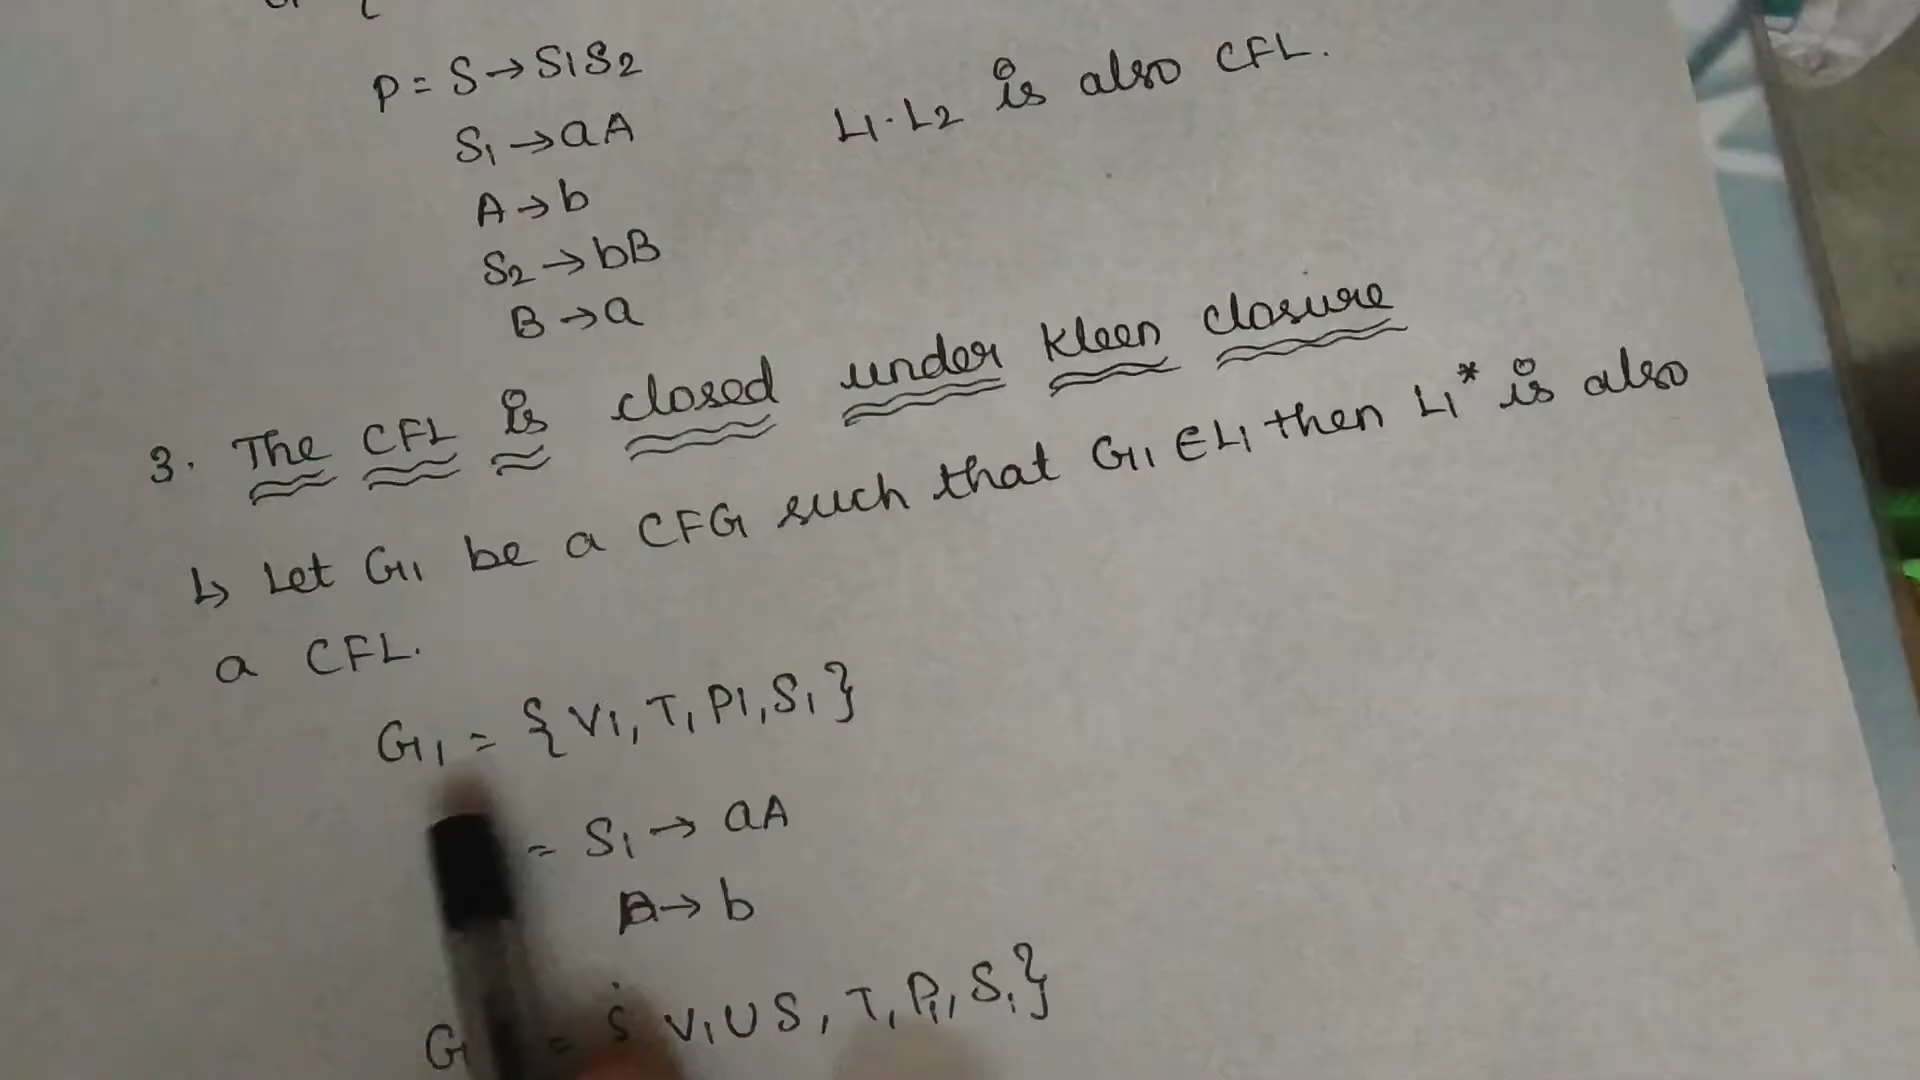 P = S → S1S2
S1 → aA
L1·L2 is also CFL.
A → b
S2 → bB
B → a
3. The CFL is closed under kleen closure
↳ Let G1 be a CFG such that G1 ∈ L1 then L1* is also
a CFL.
G1 = {V1, T, P1, S1}
= S1 → aA
A → b
G = { V1 U S, T, P1, S1}